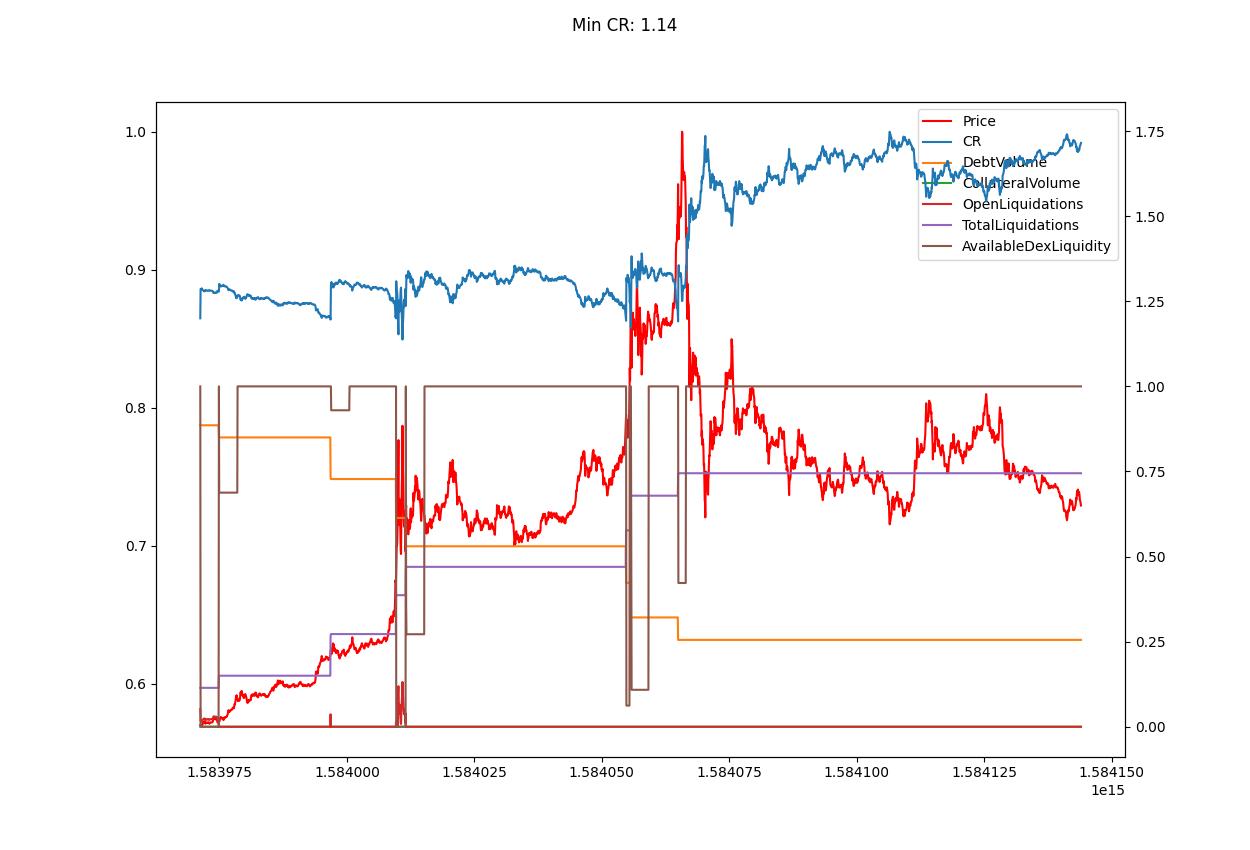 Min CR: 1.14
1.0
0.9
0.8
0.7
0.6
1.75
1.50
1.25
1.00
0.75
0.50
0.25
0.00
Price
CR
DebtVolume
CollateralVolume
OpenLiquidations
TotalLiquidations
AvailableDexLiquidity
1.583975 1.584000 1.584025 1.584050 1.584075 1.584100 1.584125 1.584150
1e15